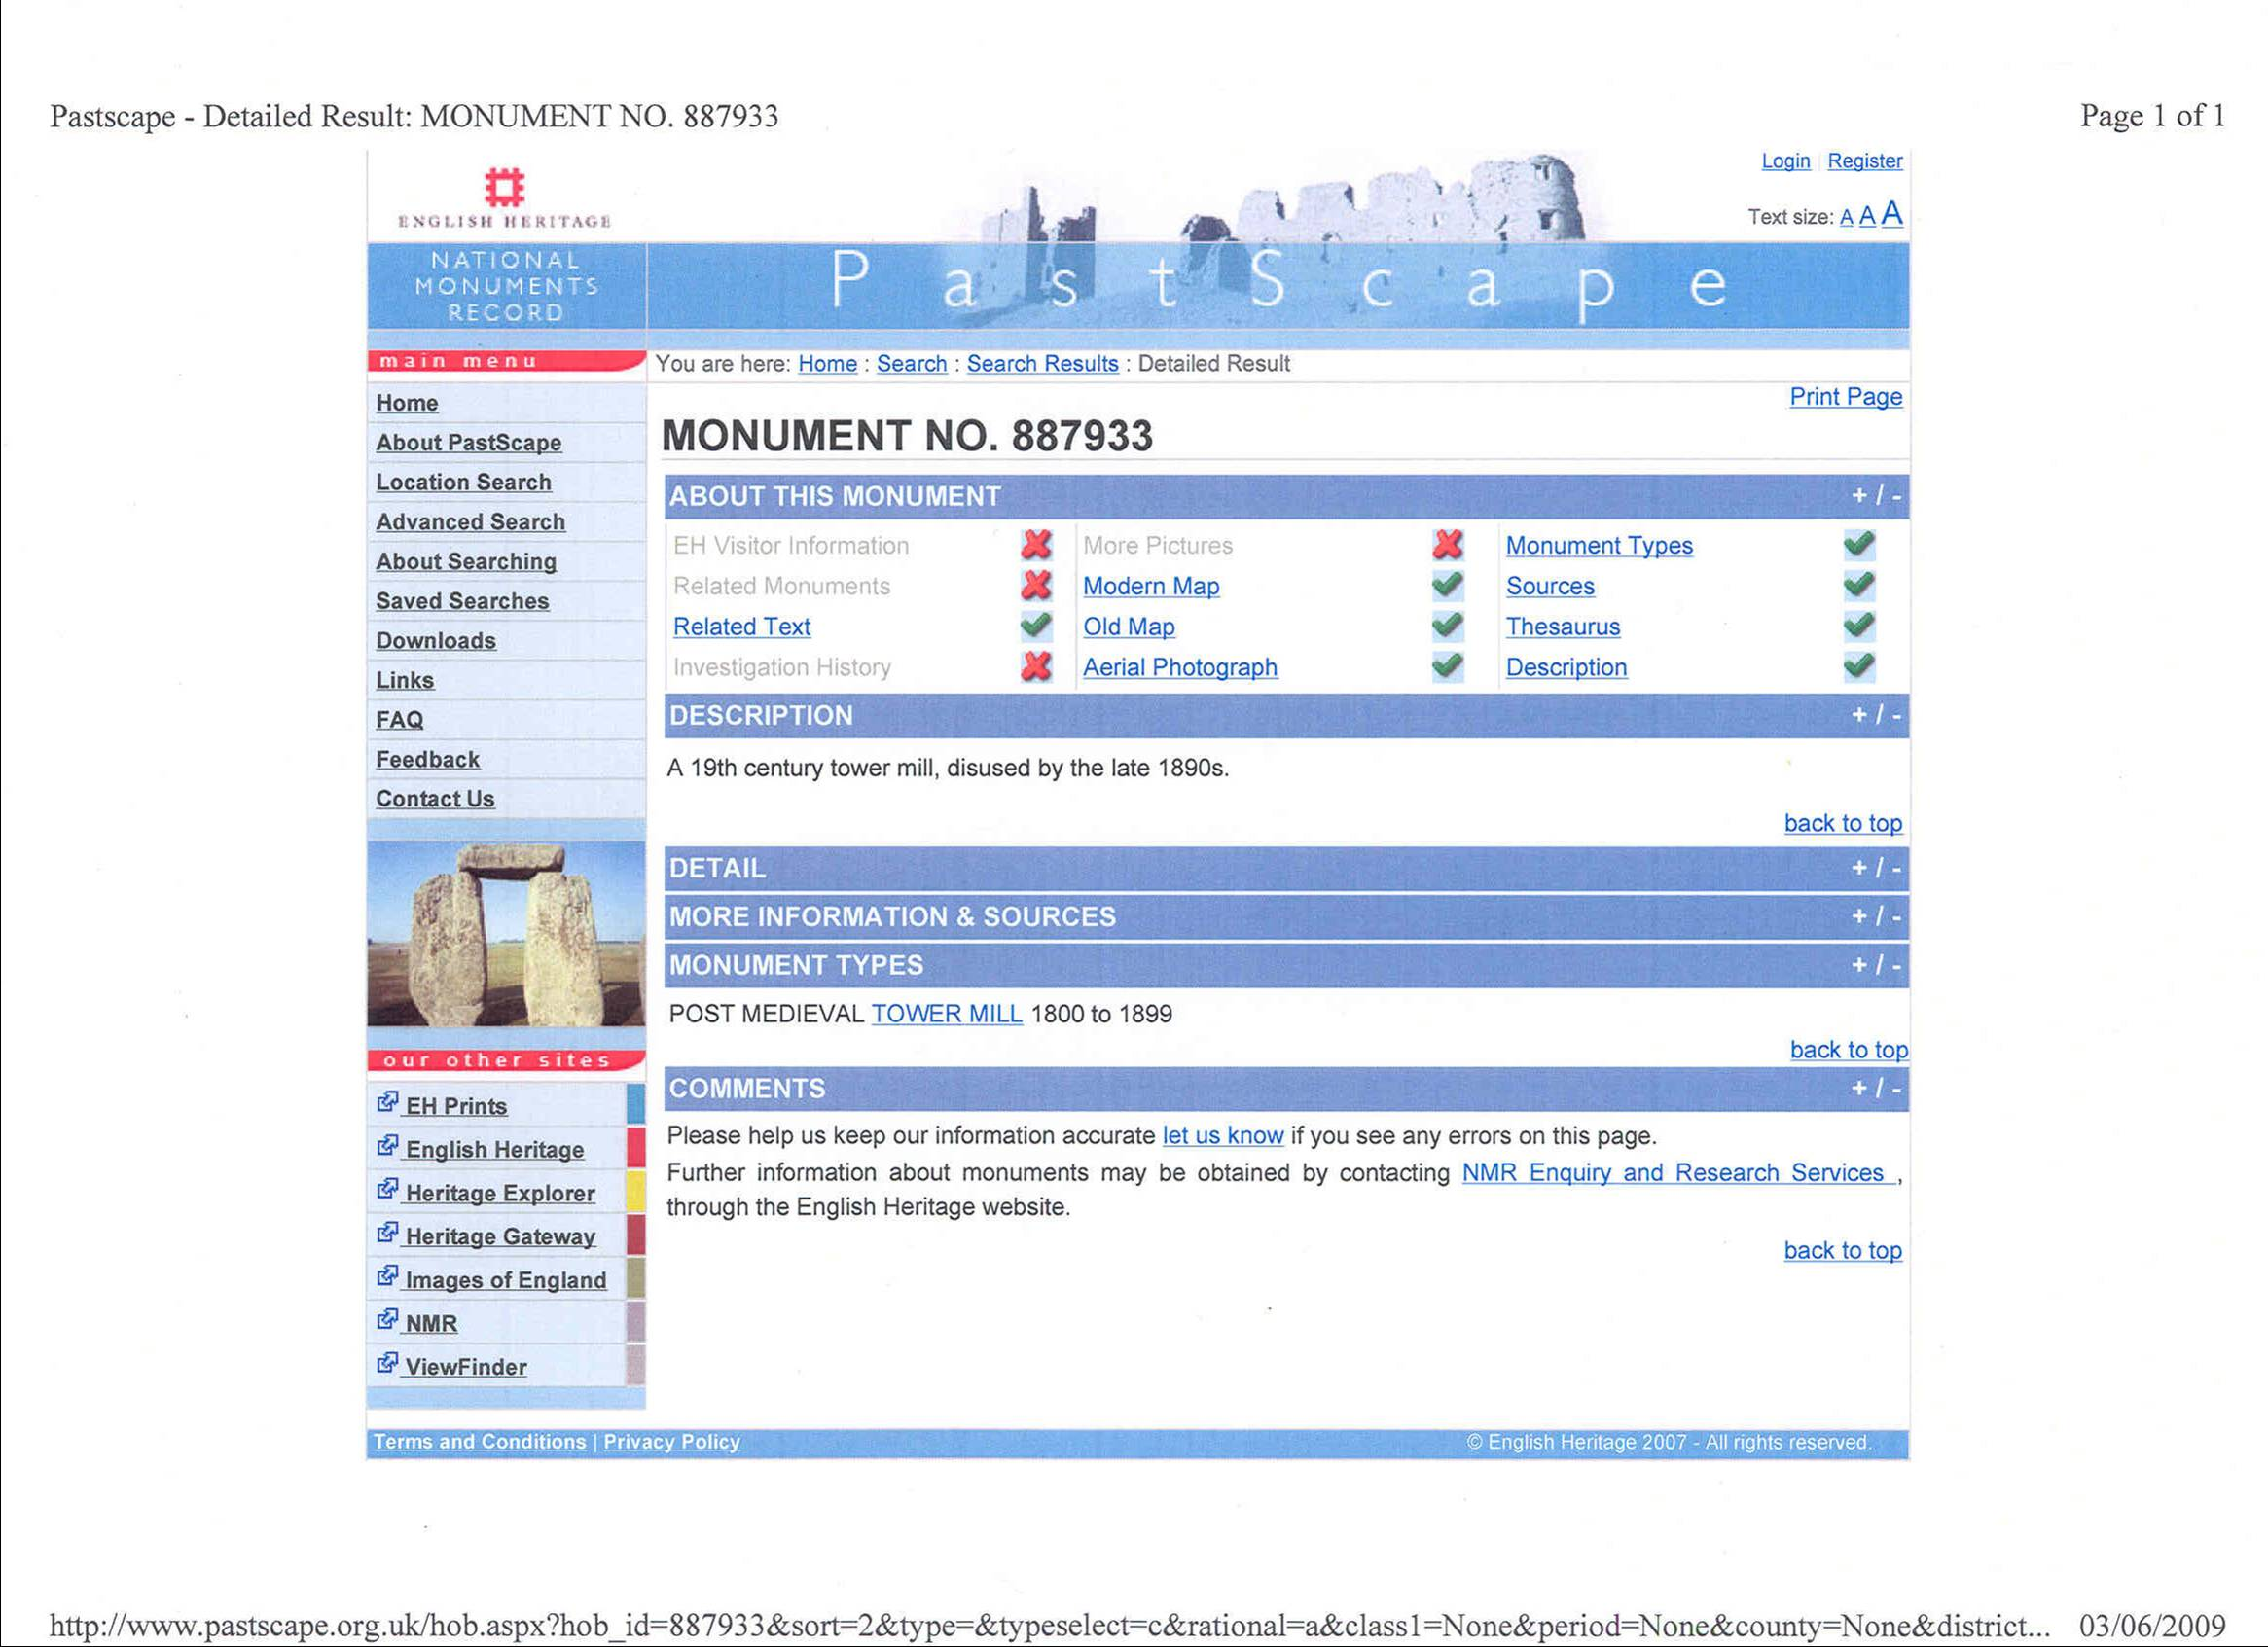 Pastscape - Detailed Result: MONUMENT NO. 887933
Page 1 of 1
ENGLISH HERITAGE
Login Register
Text size: A A A
NATIONAL
MONUMENTS
RECORD
PastScape
main menu
You are here: Home : Search : Search Results : Detailed Result
Home
About PastScape
Location Search
Advanced Search
About Searching
Saved Searches
Downloads
Links
FAQ
Feedback
Contact Us
Print Page
MONUMENT NO. 887933
ABOUT THIS MONUMENT + / -
EH Visitor Information More Pictures Monument Types
Related Monuments Modern Map Sources
Related Text Old Map Thesaurus
Investigation History Aerial Photograph Description
DESCRIPTION + / -
A 19th century tower mill, disused by the late 1890s.
back to top
DETAIL + / -
MORE INFORMATION & SOURCES + / -
MONUMENT TYPES + / -
POST MEDIEVAL TOWER MILL 1800 to 1899
back to top
COMMENTS + / -
Please help us keep our information accurate let us know if you see any errors on this page.
Further information about monuments may be obtained by contacting NMR Enquiry and Research Services ,
through the English Heritage website.
back to top
our other sites
EH Prints
English Heritage
Heritage Explorer
Heritage Gateway
Images of England
NMR
ViewFinder
Terms and Conditions | Privacy Policy
© English Heritage 2007 - All rights reserved.
http://www.pastscape.org.uk/hob.aspx?hob_id=887933&sort=2&type=&typeselect=c&rational=a&class1=None&period=None&county=None&district...
03/06/2009